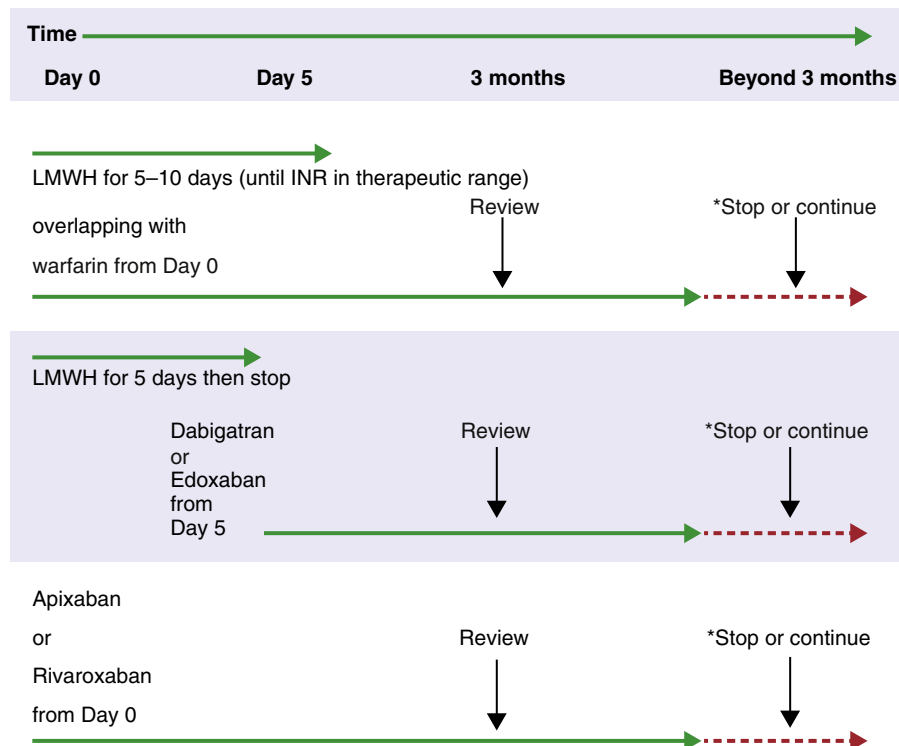 Time
Day 0 Day 5 3 months Beyond 3 months
LMWH for 5–10 days (until INR in therapeutic range)
Review *Stop or continue
overlapping with
warfarin from Day 0
LMWH for 5 days then stop
Dabigatran Review *Stop or continue
or
Edoxaban
from
Day 5
Apixaban
or Review *Stop or continue
Rivaroxaban
from Day 0